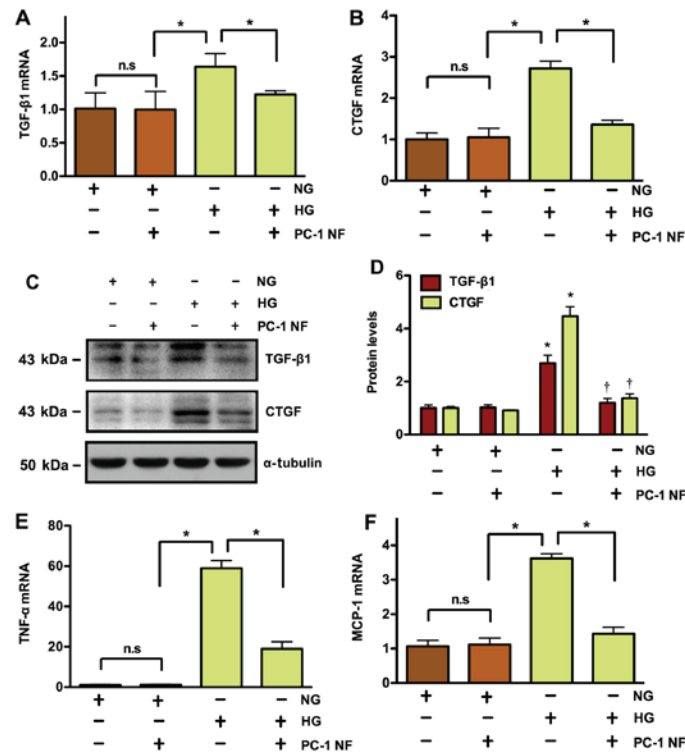 A
TGF-β1 mRNA
2.0
1.5
1.0
0.5
0.0
n.s
*
*
+ + − − NG
− − + + HG
− + − + PC-1 NF
B
CTGF mRNA
4
3
2
1
0
n.s
*
*
+ + − − NG
− − + + HG
− + − + PC-1 NF
C
+ + − − NG
− − + + HG
− + − + PC-1 NF
43 kDa – TGF-β1
43 kDa – CTGF
50 kDa – α-tubulin
D
TGF-β1
CTGF
Protein levels
6
4
2
0
* * † †
+ + − − NG
− − + + HG
− + − + PC-1 NF
E
TNF-α mRNA
80
60
40
20
0
n.s
*
*
+ + − − NG
− − + + HG
− + − + PC-1 NF
F
MCP-1 mRNA
4
3
2
1
0
n.s
*
*
+ + − − NG
− − + + HG
− + − + PC-1 NF